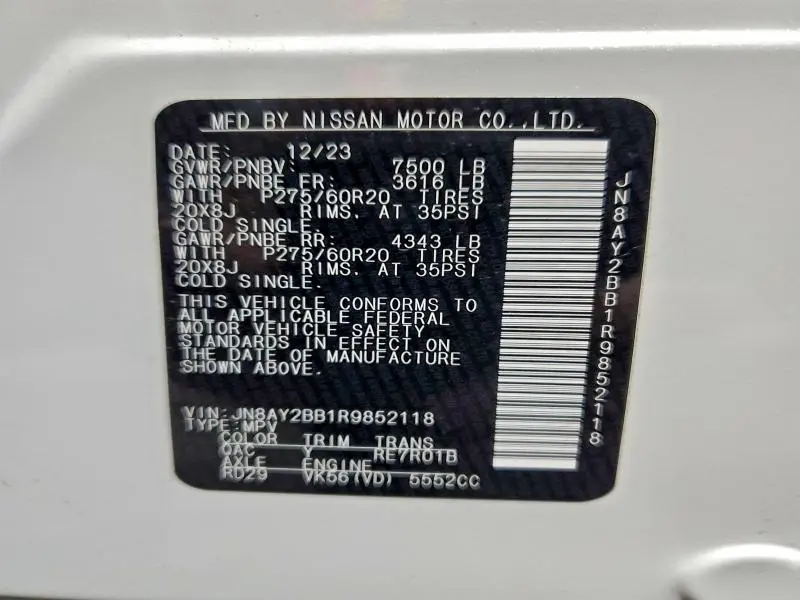 MFD BY NISSAN MOTOR CO.,LTD.
DATE: 12/23
GVWR/PNBV: 7500 LB
GAWR/PNBE FR: 3616 LB
WITH P275/60R20 TIRES
20X8J RIMS. AT 35PSI
COLD SINGLE.
GAWR/PNBE RR: 4343 LB
WITH P275/60R20 TIRES
20X8J RIMS. AT 35PSI
COLD SINGLE.
THIS VEHICLE CONFORMS TO
ALL APPLICABLE FEDERAL
MOTOR VEHICLE SAFETY
STANDARDS IN EFFECT ON
THE DATE OF MANUFACTURE
SHOWN ABOVE.
VIN: JN8AY2BB1R9852118
TYPE: MPV
COLOR TRIM TRANS
QAC Y RE7R01B
AXLE ENGINE
RD29 VK56(VD) 5552CC
JN8AY2BB1R9852118